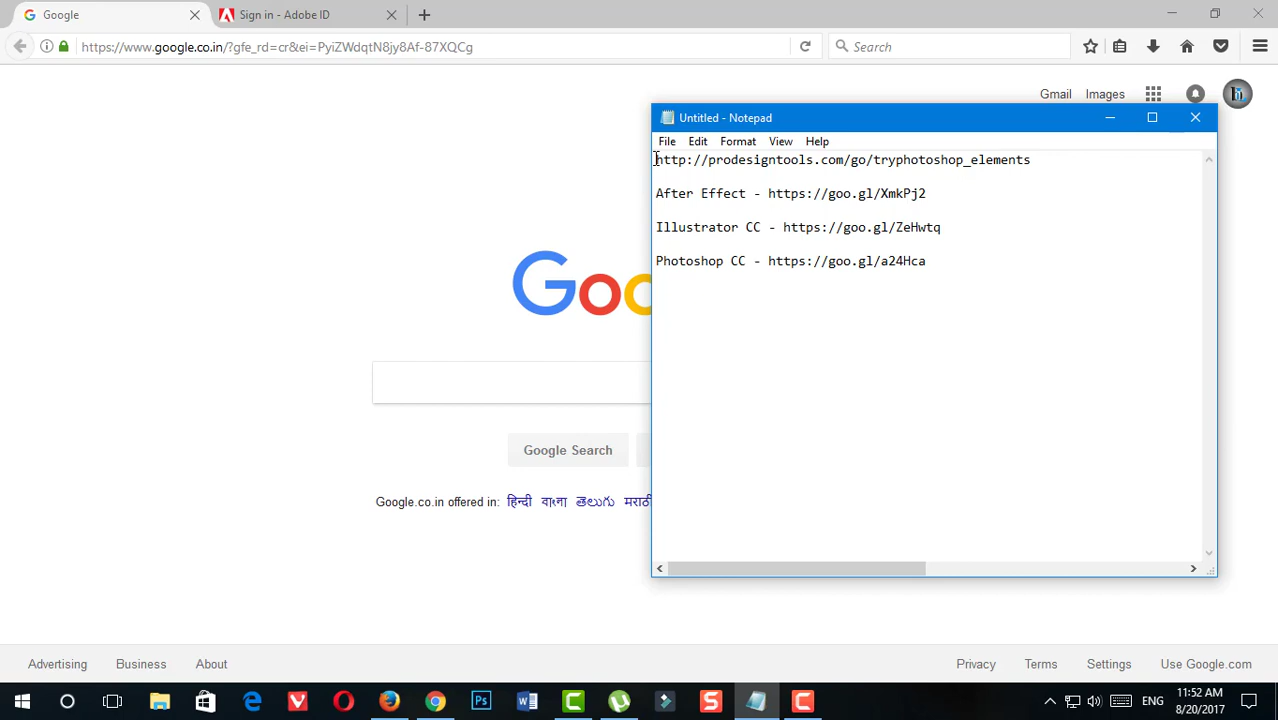 Google
Sign in - Adobe ID
https://www.google.co.in/?gfe_rd=cr&ei=PyiZWdqtN8jy8Af-87XQCg
Search
Gmail Images
Untitled - Notepad
File Edit Format View Help
http://prodesigntools.com/go/tryphotoshop_elements
After Effect - https://goo.gl/XmkPj2
Illustrator CC - https://goo.gl/ZeHwtq
Photoshop CC - https://goo.gl/a24Hca
Goo
Google Search
Google.co.in offered in: हिन्दी বাংলা తెలుగు मराठी
Advertising Business About Privacy Terms Settings Use Google.com
ENG
11:52 AM
8/20/2017